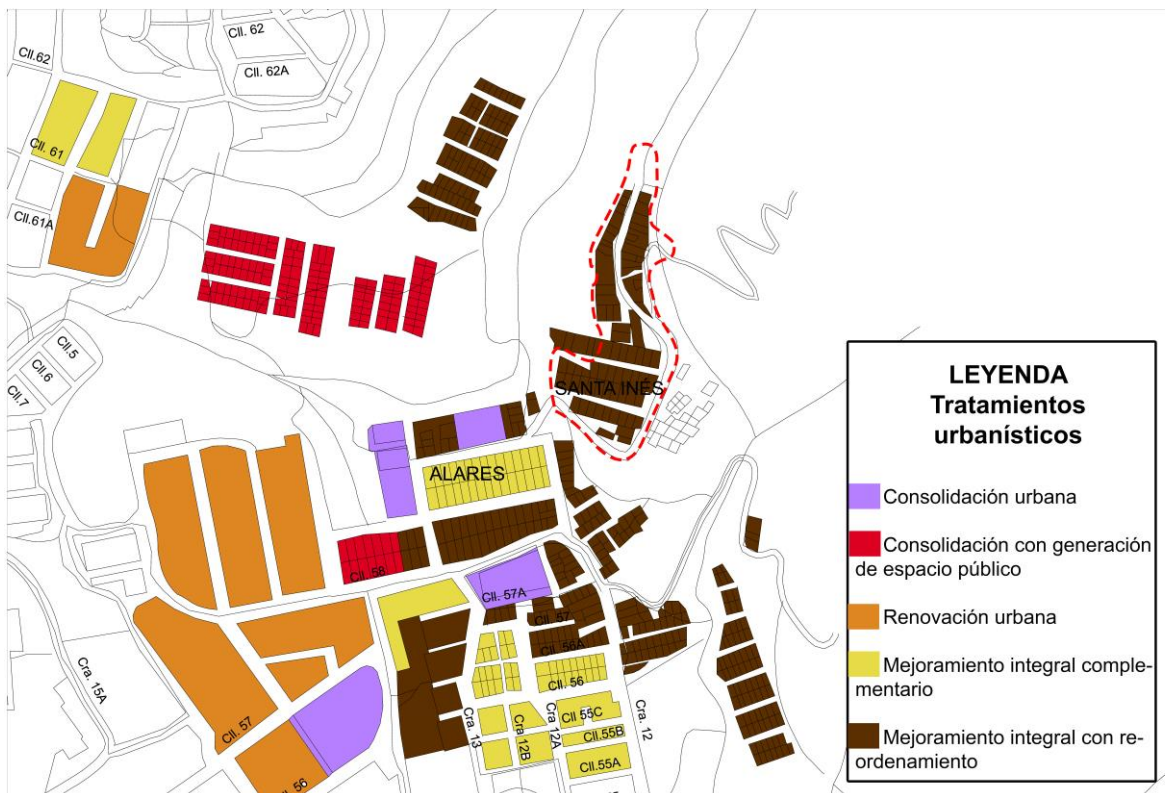 Cll. 62
Cll.62
Cll. 62A
Cll. 61
Cll.61A
Cll.5
Cll.6
Cll.7
SANTA INÉS
ALARES
Cll. 58
Cll. 57A
Cll. 57
Cll. 56A
Cll. 56
Cll 55C
Cll.55B
Cll.55A
Cra. 15A
Cll. 57
Cll. 56
Cra. 13
Cra. 12B
Cra. 12A
Cra. 12
LEYENDA
Tratamientos
urbanísticos
Consolidación urbana
Consolidación con generación
de espacio público
Renovación urbana
Mejoramiento integral comple-
mentario
Mejoramiento integral con re-
ordenamiento